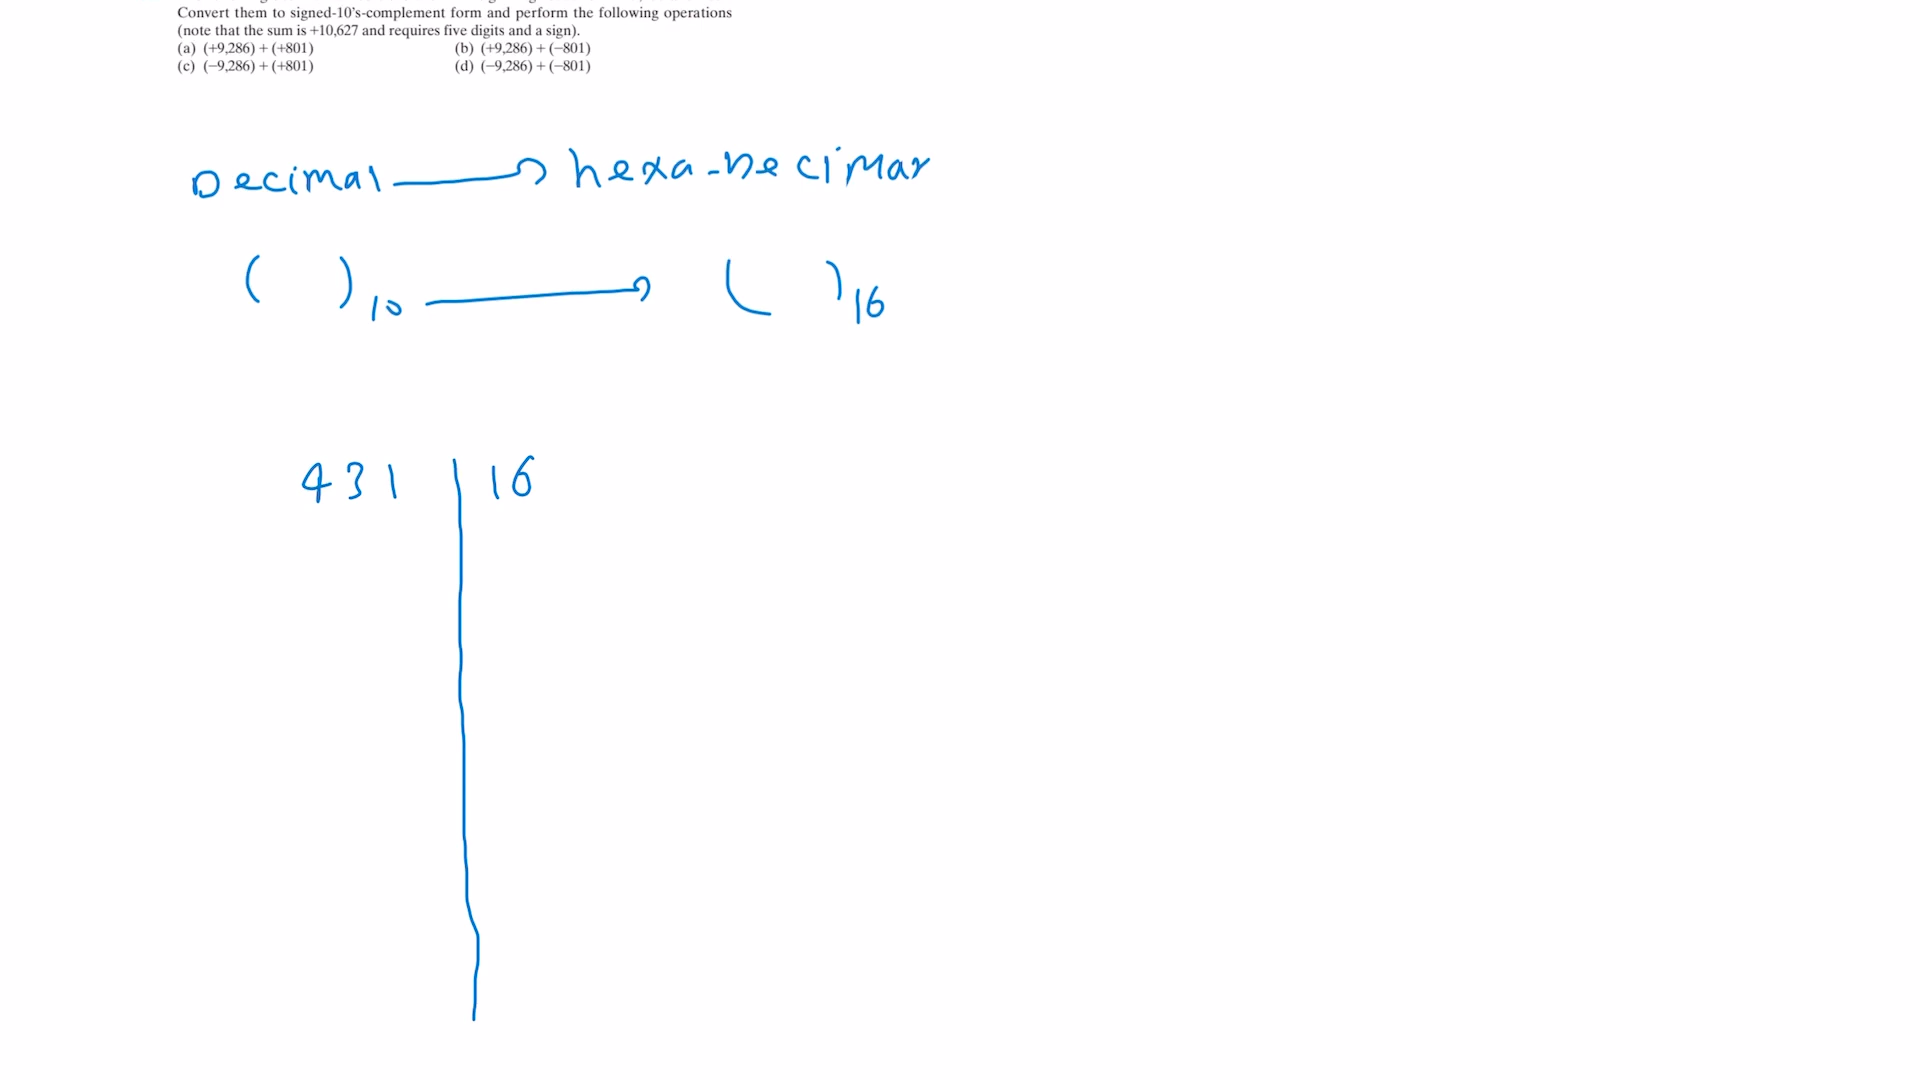 Convert them to signed-10's-complement form and perform the following operations
(note that the sum is +10,627 and requires five digits and a sign).
(a) (+9,286) + (+801) (b) (+9,286) + (−801)
(c) (−9,286) + (+801) (d) (−9,286) + (−801)
Decimal → hexa-Decimar
( )10 → ( )16
431 | 16